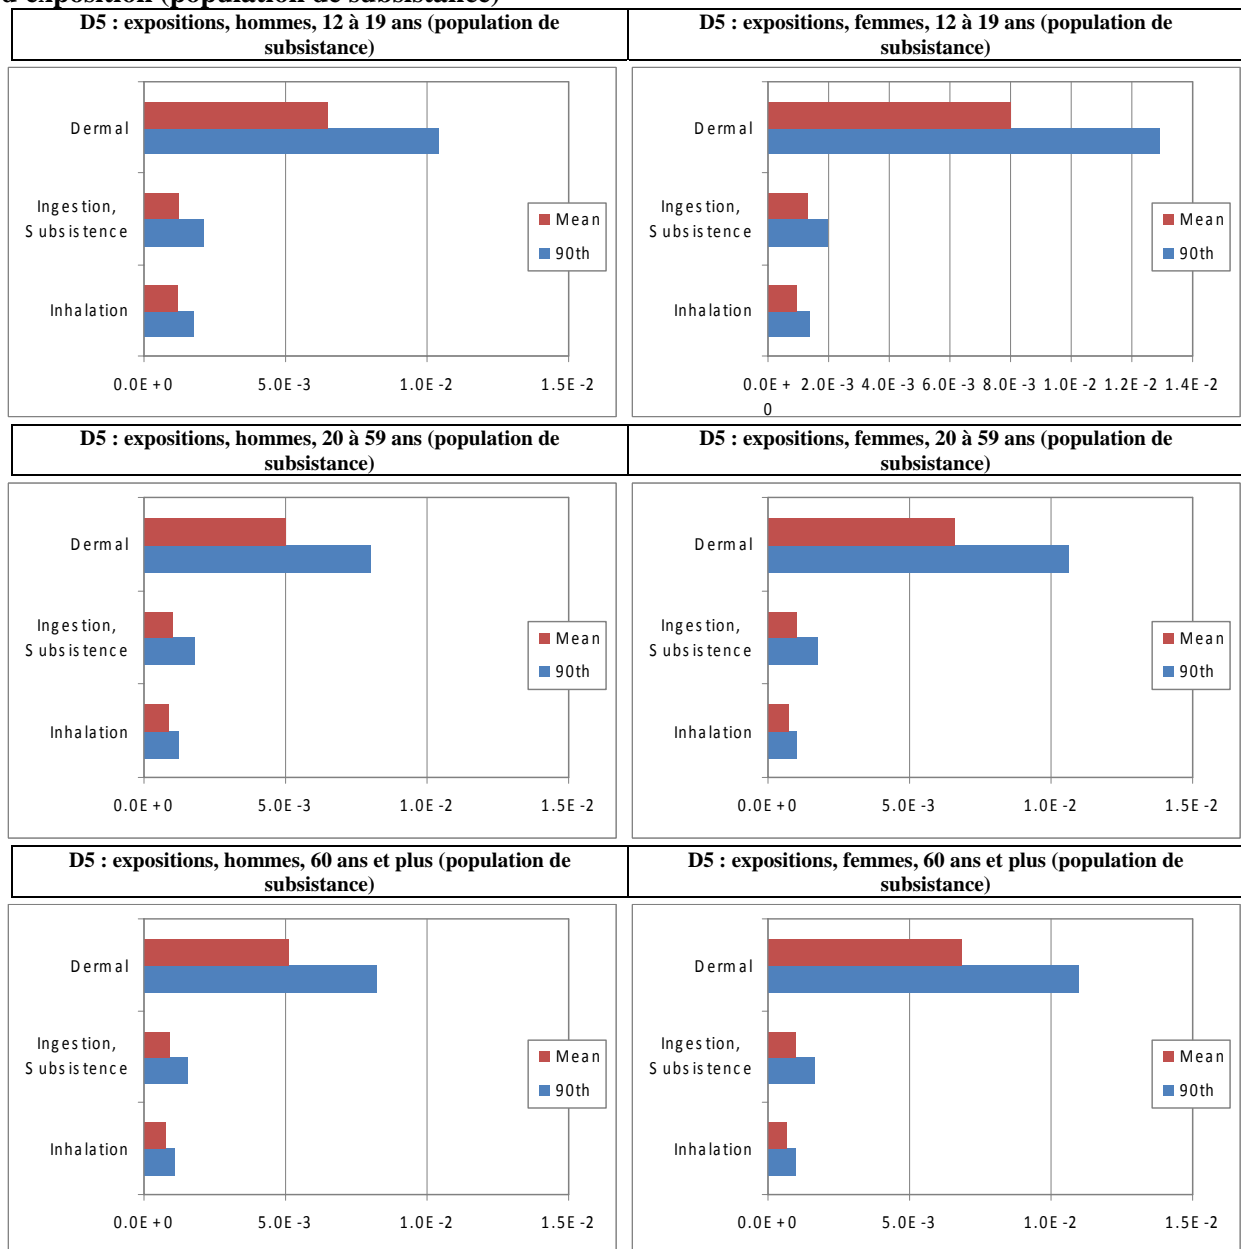 d'exposition (population de subsistance)
D5 : expositions, hommes, 12 à 19 ans (population de
subsistance)
D5 : expositions, femmes, 12 à 19 ans (population de
subsistance)
Dermal
Ingestion,
Subsistence
Inhalation
Mean
90th
0.0E+0 5.0E-3 1.0E-2 1.5E-2
Dermal
Ingestion,
Subsistence
Inhalation
Mean
90th
0.0E+ 2.0E-3 4.0E-3 6.0E-3 8.0E-3 1.0E-2 1.2E-2 1.4E-2
0
D5 : expositions, hommes, 20 à 59 ans (population de
subsistance)
D5 : expositions, femmes, 20 à 59 ans (population de
subsistance)
Dermal
Ingestion,
Subsistence
Inhalation
Mean
90th
0.0E+0 5.0E-3 1.0E-2 1.5E-2
Dermal
Ingestion,
Subsistence
Inhalation
Mean
90th
0.0E+0 5.0E-3 1.0E-2 1.5E-2
D5 : expositions, hommes, 60 ans et plus (population de
subsistance)
D5 : expositions, femmes, 60 ans et plus (population de
subsistance)
Dermal
Ingestion,
Subsistence
Inhalation
Mean
90th
0.0E+0 5.0E-3 1.0E-2 1.5E-2
Dermal
Ingestion,
Subsistence
Inhalation
Mean
90th
0.0E+0 5.0E-3 1.0E-2 1.5E-2